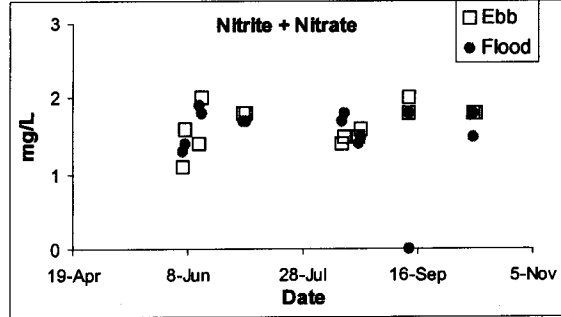 Nitrite + Nitrate
Ebb
Flood
3
2
1
0
mg/L
19-Apr
8-Jun
28-Jul
16-Sep
5-Nov
Date